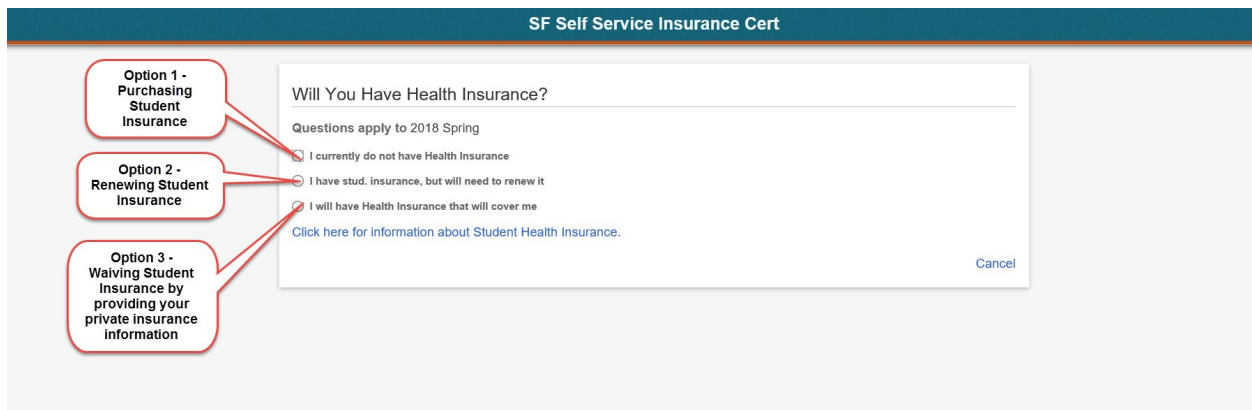 SF Self Service Insurance Cert
Option 1 -
Purchasing
Student
Insurance
Will You Have Health Insurance?
Questions apply to 2018 Spring
I currently do not have Health Insurance
Option 2 -
Renewing Student
Insurance
I have stud. insurance, but will need to renew it
I will have Health Insurance that will cover me
Click here for information about Student Health Insurance.
Option 3 -
Waiving Student
Insurance by
providing your
private insurance
information
Cancel